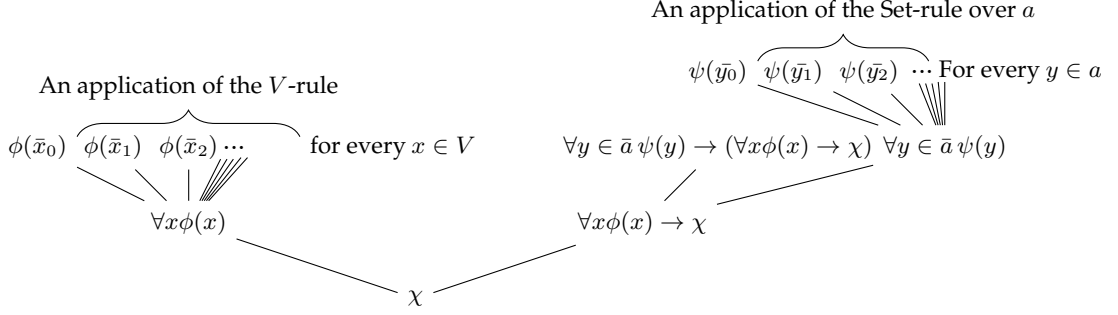 An application of the Set-rule over a
ψ(ȳ₀) ψ(ȳ₁) ψ(ȳ₂) ··· For every y ∈ a
An application of the V-rule
ϕ(x̄₀) ϕ(x̄₁) ϕ(x̄₂) ··· for every x ∈ V ∀y ∈ ā ψ(y) → (∀xϕ(x) → χ) ∀y ∈ ā ψ(y)
∀xϕ(x) ∀xϕ(x) → χ
χ